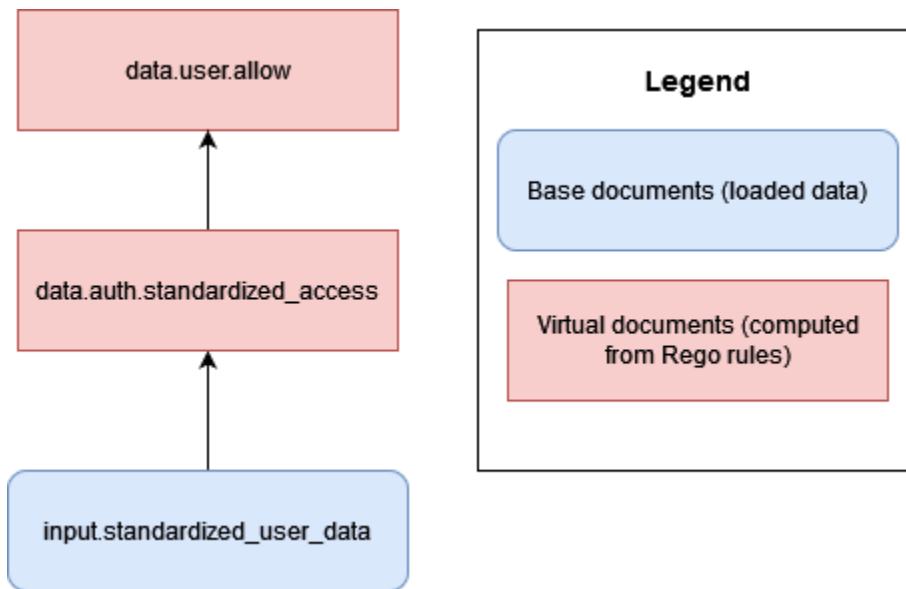 data.user.allow
data.auth.standardized_access
input.standardized_user_data
Legend
Base documents (loaded data)
Virtual documents (computed
from Rego rules)